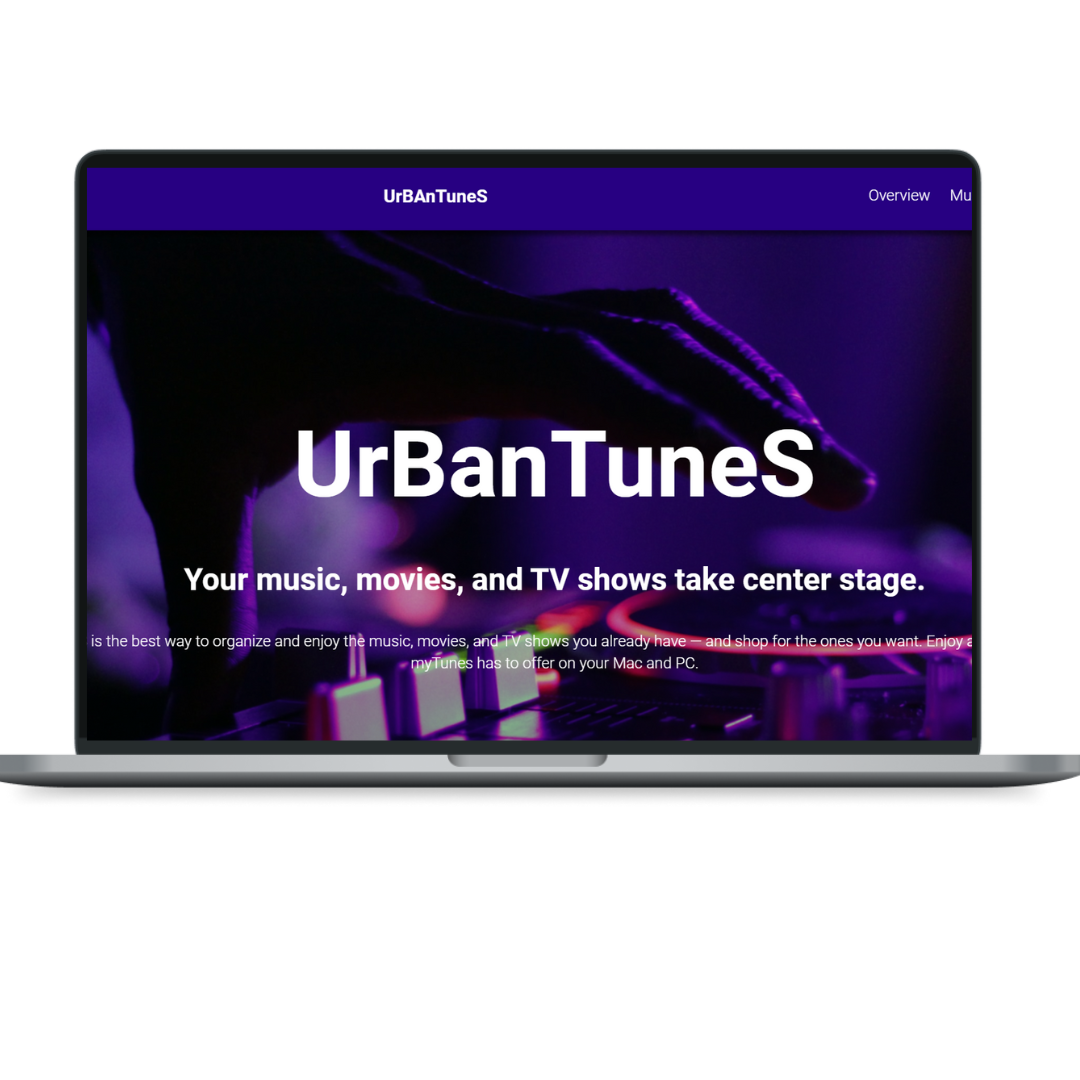 UrBAnTuneS
Overview Mu
UrBanTuneS
Your music, movies, and TV shows take center stage.
is the best way to organize and enjoy the music, movies, and TV shows you already have — and shop for the ones you want. Enjoy a
myTunes has to offer on your Mac and PC.